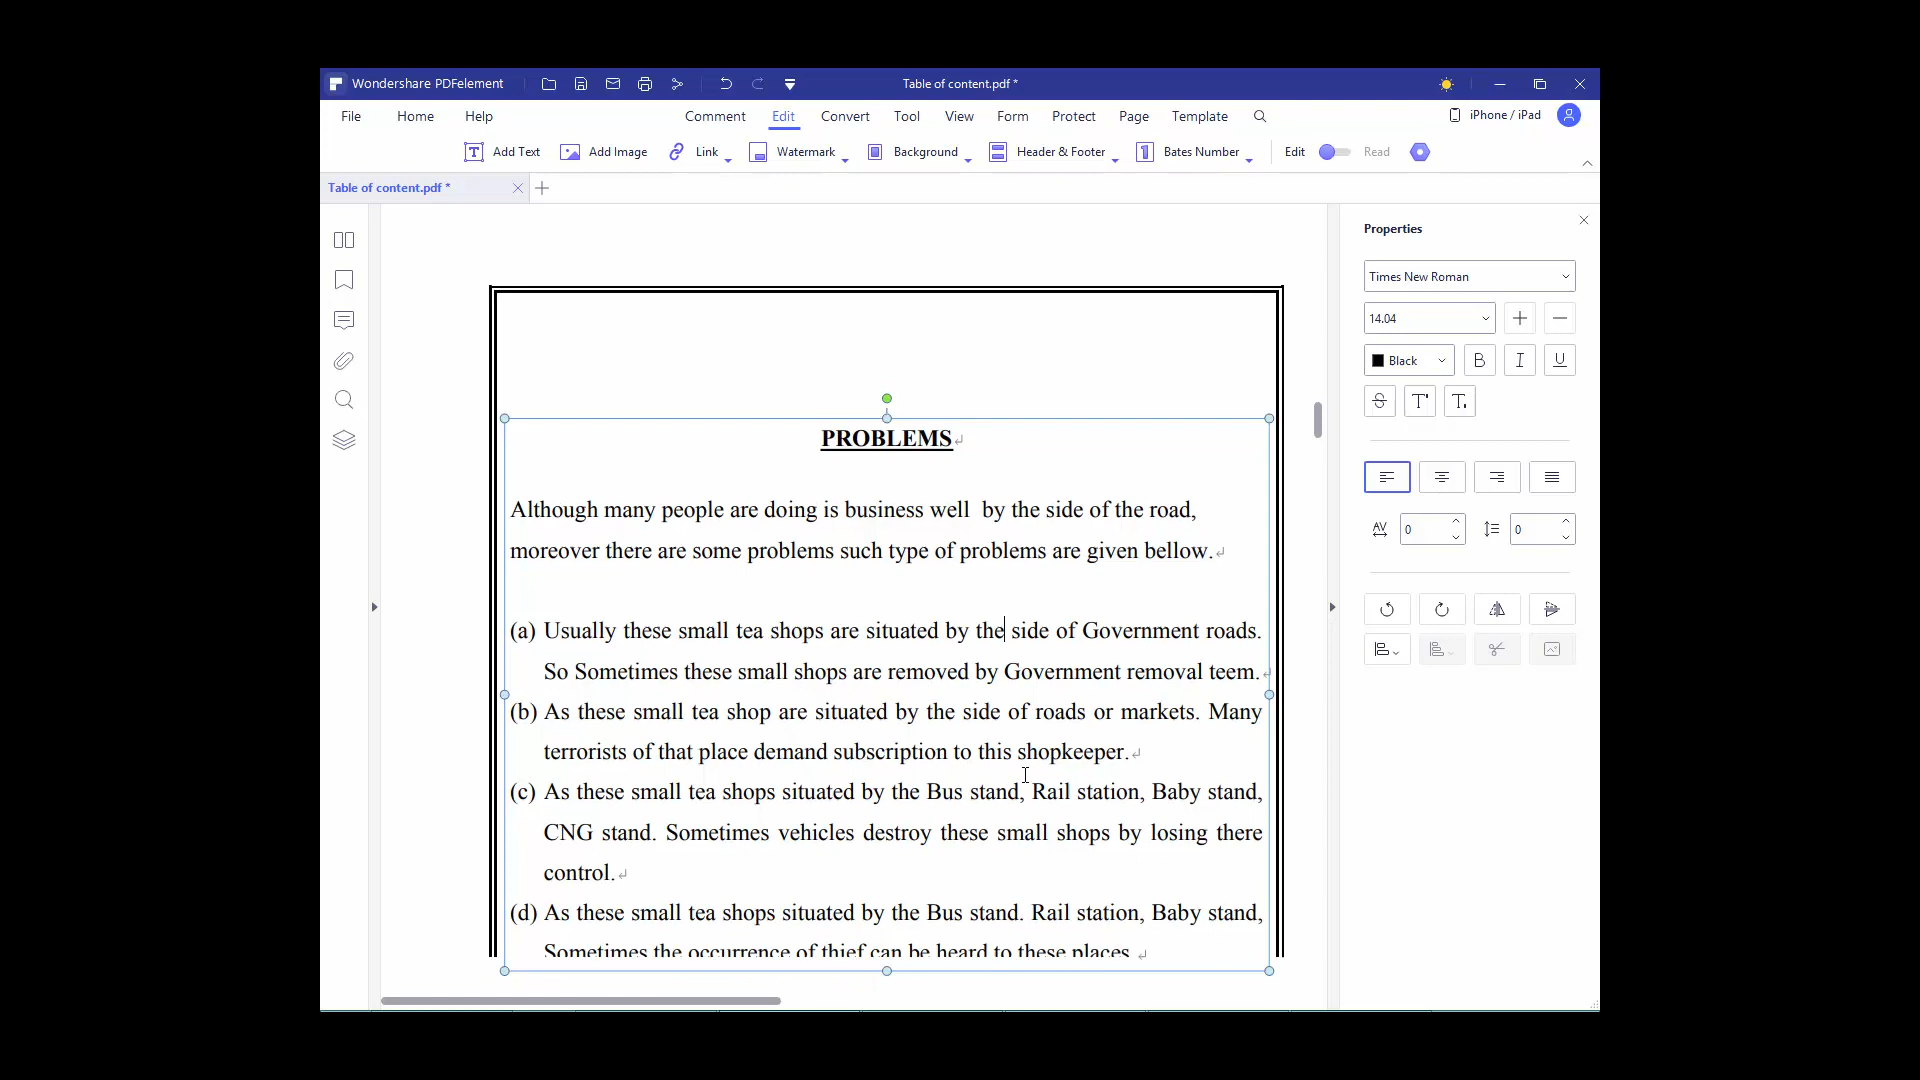 Wondershare PDFelement
Table of content.pdf *
File Home Help Comment Edit Convert Tool View Form Protect Page Template iPhone / iPad
Add Text Add Image Link Watermark Background Header & Footer Bates Number Edit Read
Table of content.pdf *
Properties
Times New Roman
14.04
Black
0 0
PROBLEMS
Although many people are doing is business well  by the side of the road,
moreover there are some problems such type of problems are given bellow.
(a) Usually these small tea shops are situated by the side of Government roads.
So Sometimes these small shops are removed by Government removal teem.
(b) As these small tea shop are situated by the side of roads or markets. Many
terrorists of that place demand subscription to this shopkeeper.
(c) As these small tea shops situated by the Bus stand, Rail station, Baby stand,
CNG stand. Sometimes vehicles destroy these small shops by losing there
control.
(d) As these small tea shops situated by the Bus stand. Rail station, Baby stand,
Sometimes the occurrence of thief can be heard to these places.